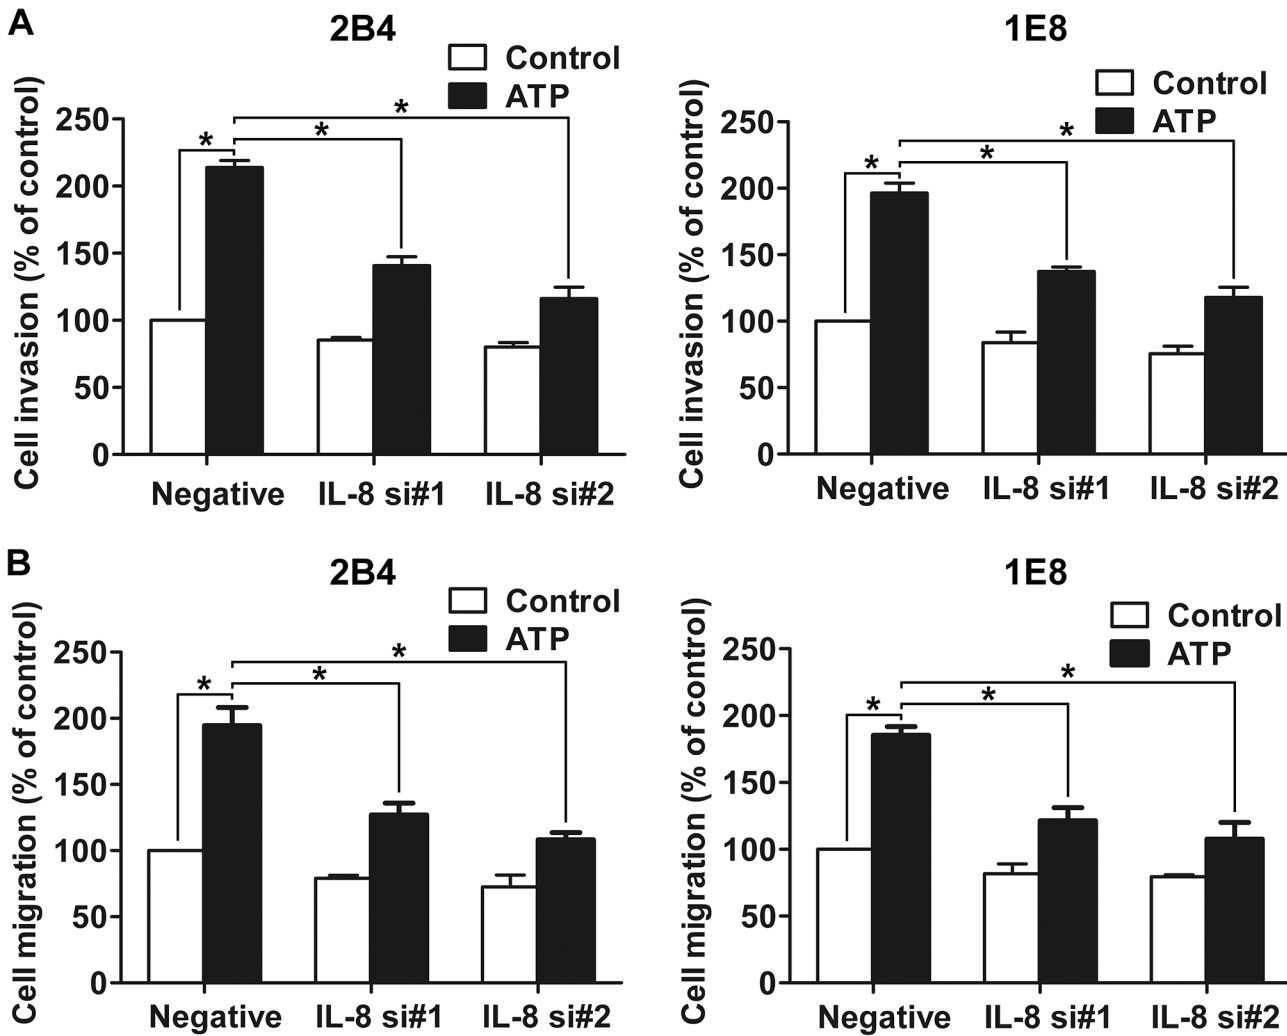 A
2B4
Control
ATP
Cell invasion (% of control)
250
200
150
100
50
0
*
*
*
Negative
IL-8 si#1
IL-8 si#2
1E8
Control
ATP
Cell invasion (% of control)
250
200
150
100
50
0
*
*
*
Negative
IL-8 si#1
IL-8 si#2
B
2B4
Control
ATP
Cell migration (% of control)
250
200
150
100
50
0
*
*
*
Negative
IL-8 si#1
IL-8 si#2
1E8
Control
ATP
Cell migration (% of control)
250
200
150
100
50
0
*
*
*
Negative
IL-8 si#1
IL-8 si#2